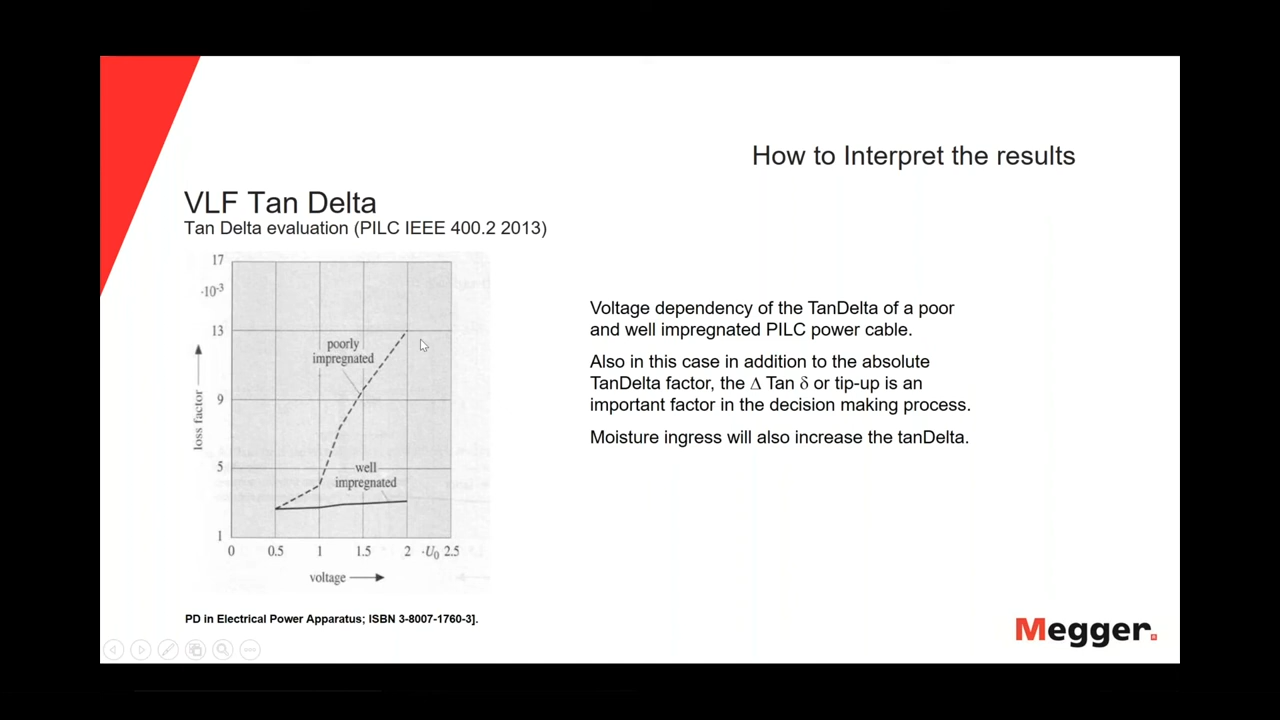 How to Interpret the results
VLF Tan Delta
Tan Delta evaluation (PILC IEEE 400.2 2013)
17
·10-3
13
9
5
1
loss factor
poorly
impregnated
well
impregnated
0 0.5 1 1.5 2 ·U0 2.5
voltage
PD in Electrical Power Apparatus; ISBN 3-8007-1760-3].
Voltage dependency of the TanDelta of a poor
and well impregnated PILC power cable.
Also in this case in addition to the absolute
TanDelta factor, the Δ Tan δ or tip-up is an
important factor in the decision making process.
Moisture ingress will also increase the tanDelta.
Megger.